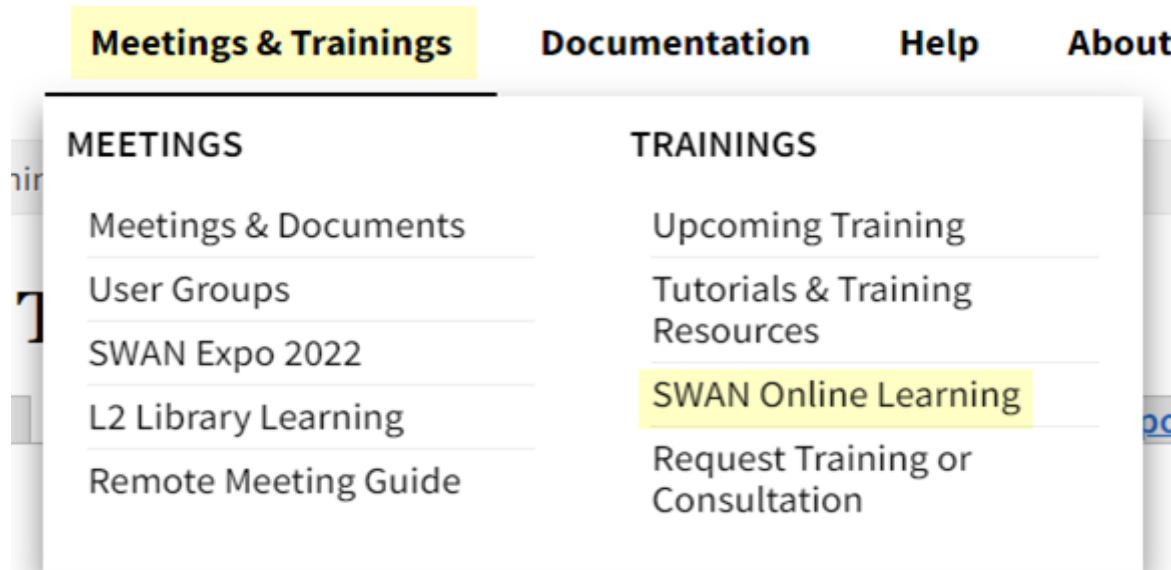 Meetings & Trainings Documentation Help About
MEETINGS
Meetings & Documents
User Groups
SWAN Expo 2022
L2 Library Learning
Remote Meeting Guide
TRAININGS
Upcoming Training
Tutorials & Training
Resources
SWAN Online Learning
Request Training or
Consultation